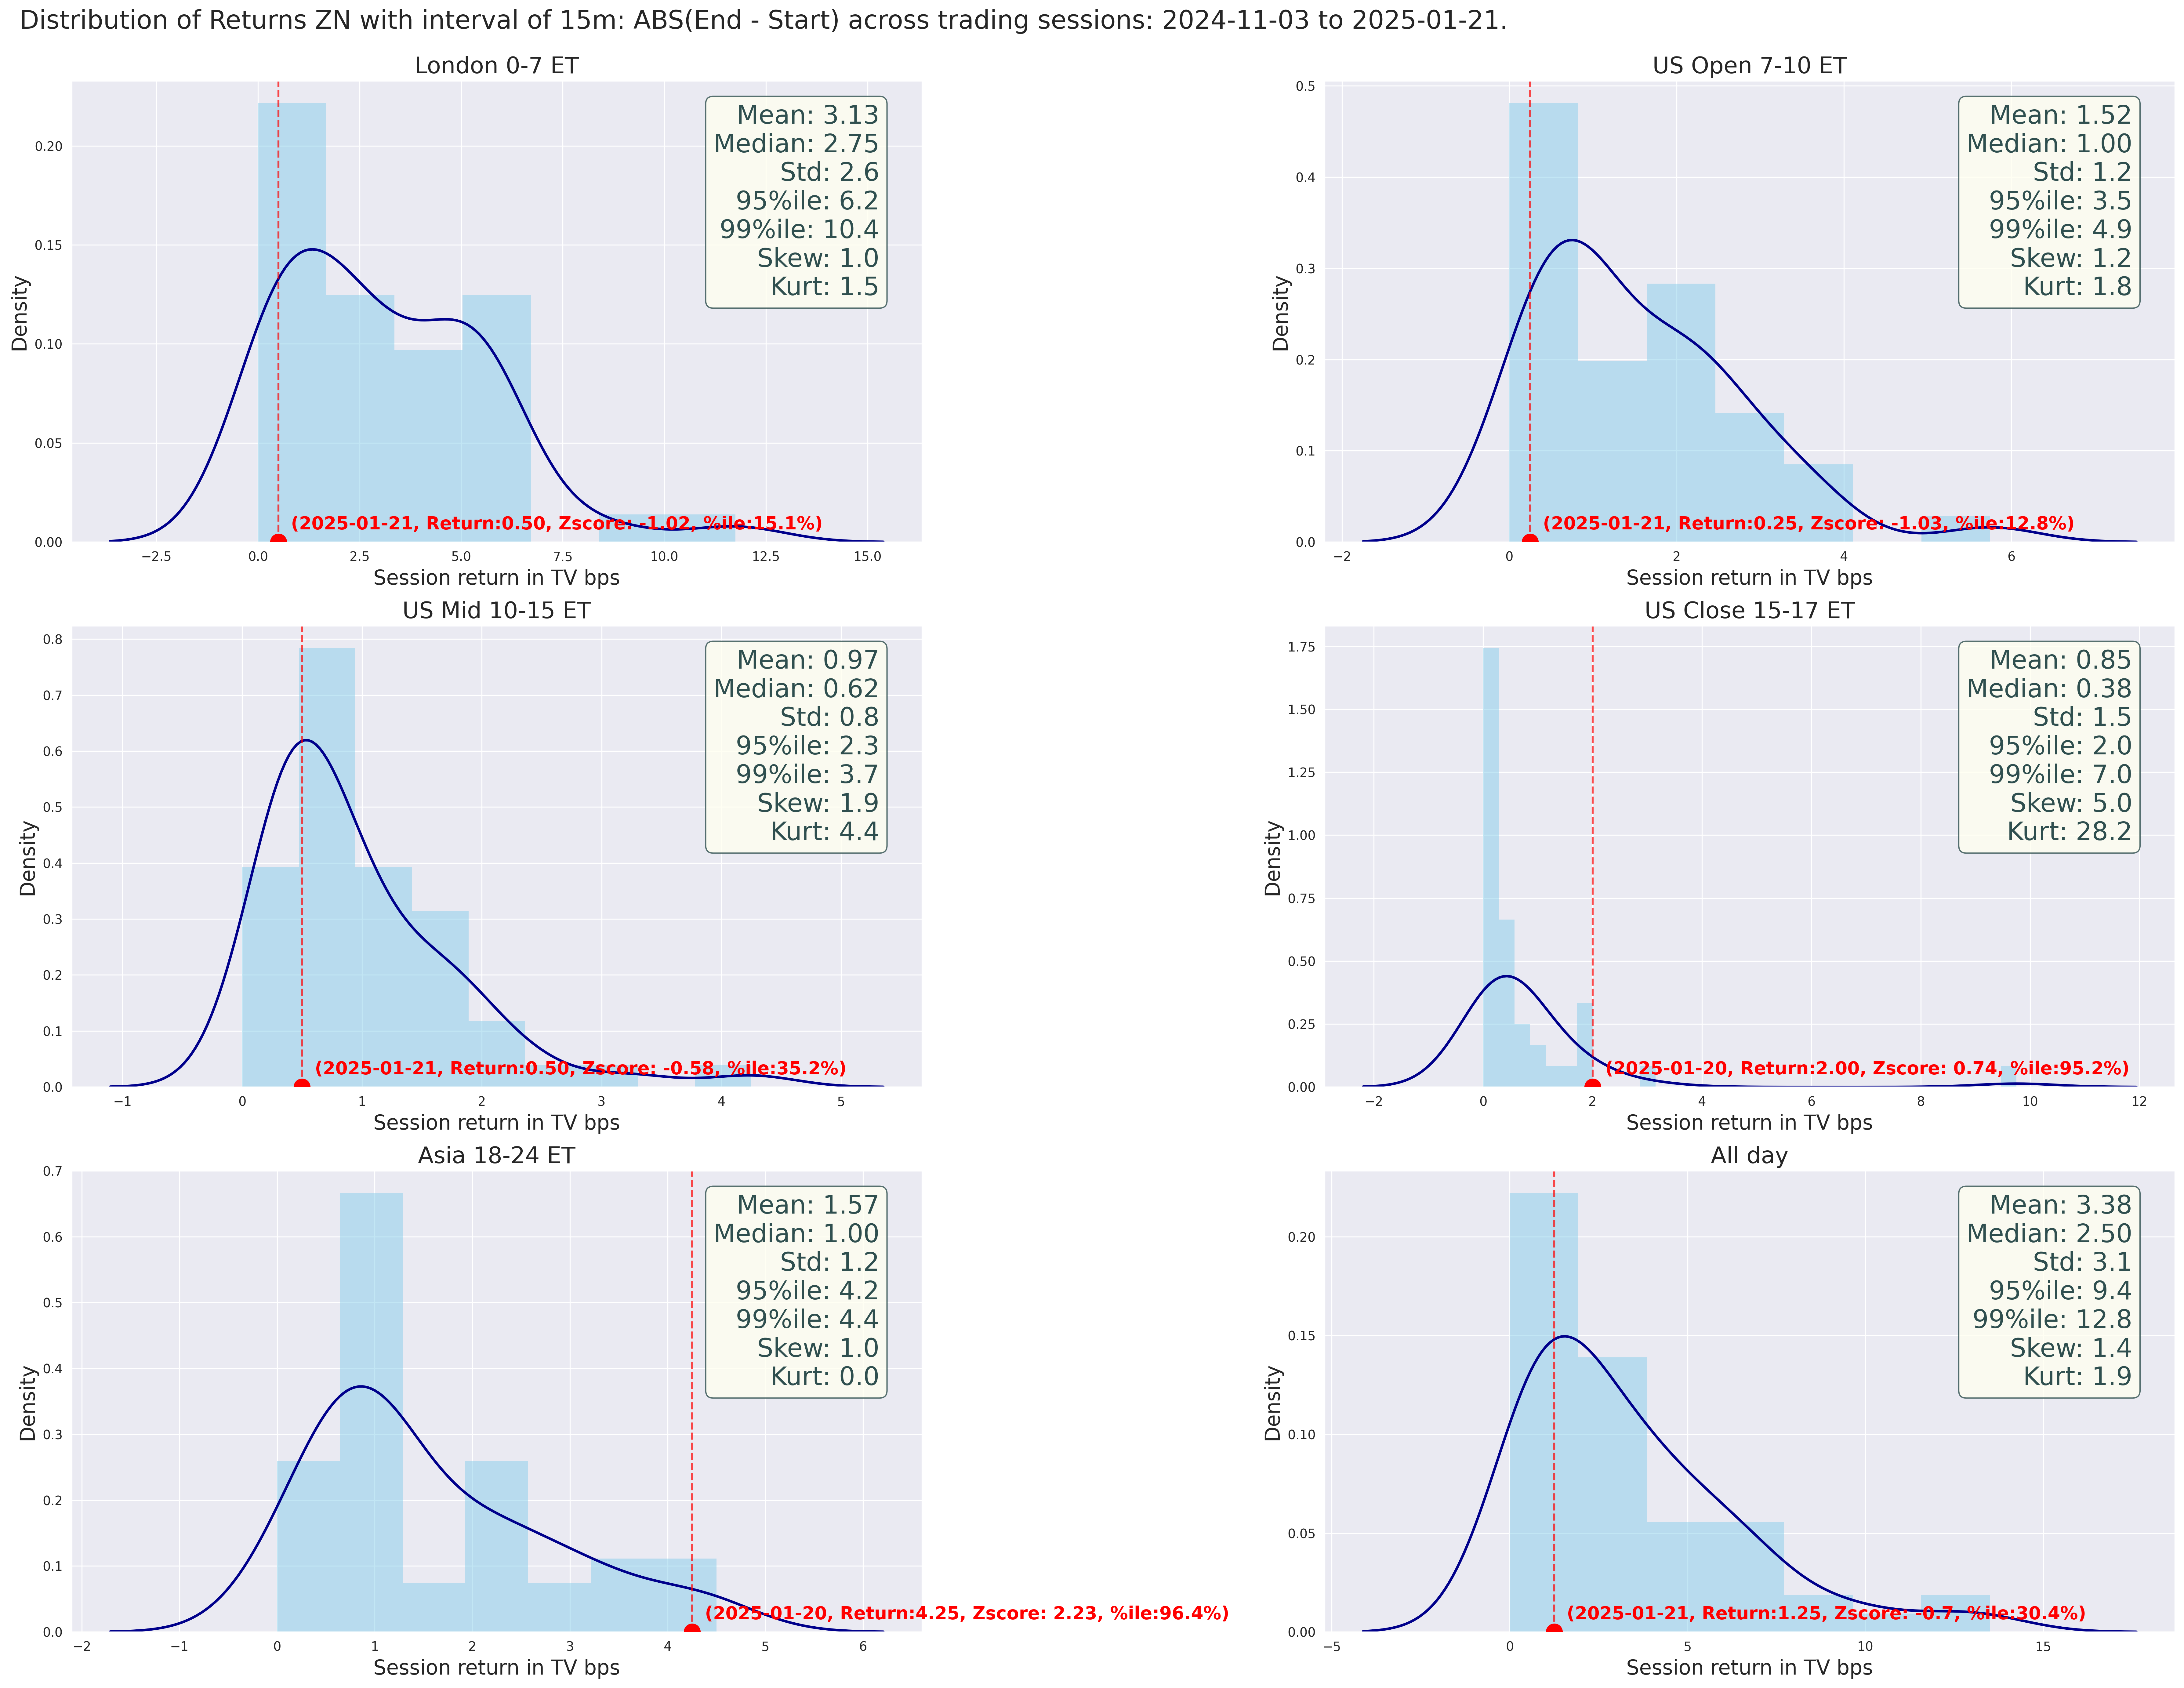 Distribution of Returns ZN with interval of 15m: ABS(End - Start) across trading sessions: 2024-11-03 to 2025-01-21.
London 0-7 ET
Mean: 3.13
Median: 2.75
Std: 2.6
95%ile: 6.2
99%ile: 10.4
Skew: 1.0
Kurt: 1.5
Density
0.20
0.15
0.10
0.05
0.00
(2025-01-21, Return:0.50, Zscore: -1.02, %ile:15.1%)
−2.5 0.0 2.5 5.0 7.5 10.0 12.5 15.0
Session return in TV bps
US Open 7-10 ET
Mean: 1.52
Median: 1.00
Std: 1.2
95%ile: 3.5
99%ile: 4.9
Skew: 1.2
Kurt: 1.8
Density
0.5
0.4
0.3
0.2
0.1
0.0
(2025-01-21, Return:0.25, Zscore: -1.03, %ile:12.8%)
−2 0 2 4 6
Session return in TV bps
US Mid 10-15 ET
Mean: 0.97
Median: 0.62
Std: 0.8
95%ile: 2.3
99%ile: 3.7
Skew: 1.9
Kurt: 4.4
Density
0.8
0.7
0.6
0.5
0.4
0.3
0.2
0.1
0.0
(2025-01-21, Return:0.50, Zscore: -0.58, %ile:35.2%)
−1 0 1 2 3 4 5
Session return in TV bps
US Close 15-17 ET
Mean: 0.85
Median: 0.38
Std: 1.5
95%ile: 2.0
99%ile: 7.0
Skew: 5.0
Kurt: 28.2
Density
1.75
1.50
1.25
1.00
0.75
0.50
0.25
0.00
(2025-01-20, Return:2.00, Zscore: 0.74, %ile:95.2%)
−2 0 2 4 6 8 10 12
Session return in TV bps
Asia 18-24 ET
Mean: 1.57
Median: 1.00
Std: 1.2
95%ile: 4.2
99%ile: 4.4
Skew: 1.0
Kurt: 0.0
Density
0.7
0.6
0.5
0.4
0.3
0.2
0.1
0.0
(2025-01-20, Return:4.25, Zscore: 2.23, %ile:96.4%)
−2 −1 0 1 2 3 4 5 6
Session return in TV bps
All day
Mean: 3.38
Median: 2.50
Std: 3.1
95%ile: 9.4
99%ile: 12.8
Skew: 1.4
Kurt: 1.9
Density
0.20
0.15
0.10
0.05
0.00
(2025-01-21, Return:1.25, Zscore: -0.7, %ile:30.4%)
−5 0 5 10 15
Session return in TV bps